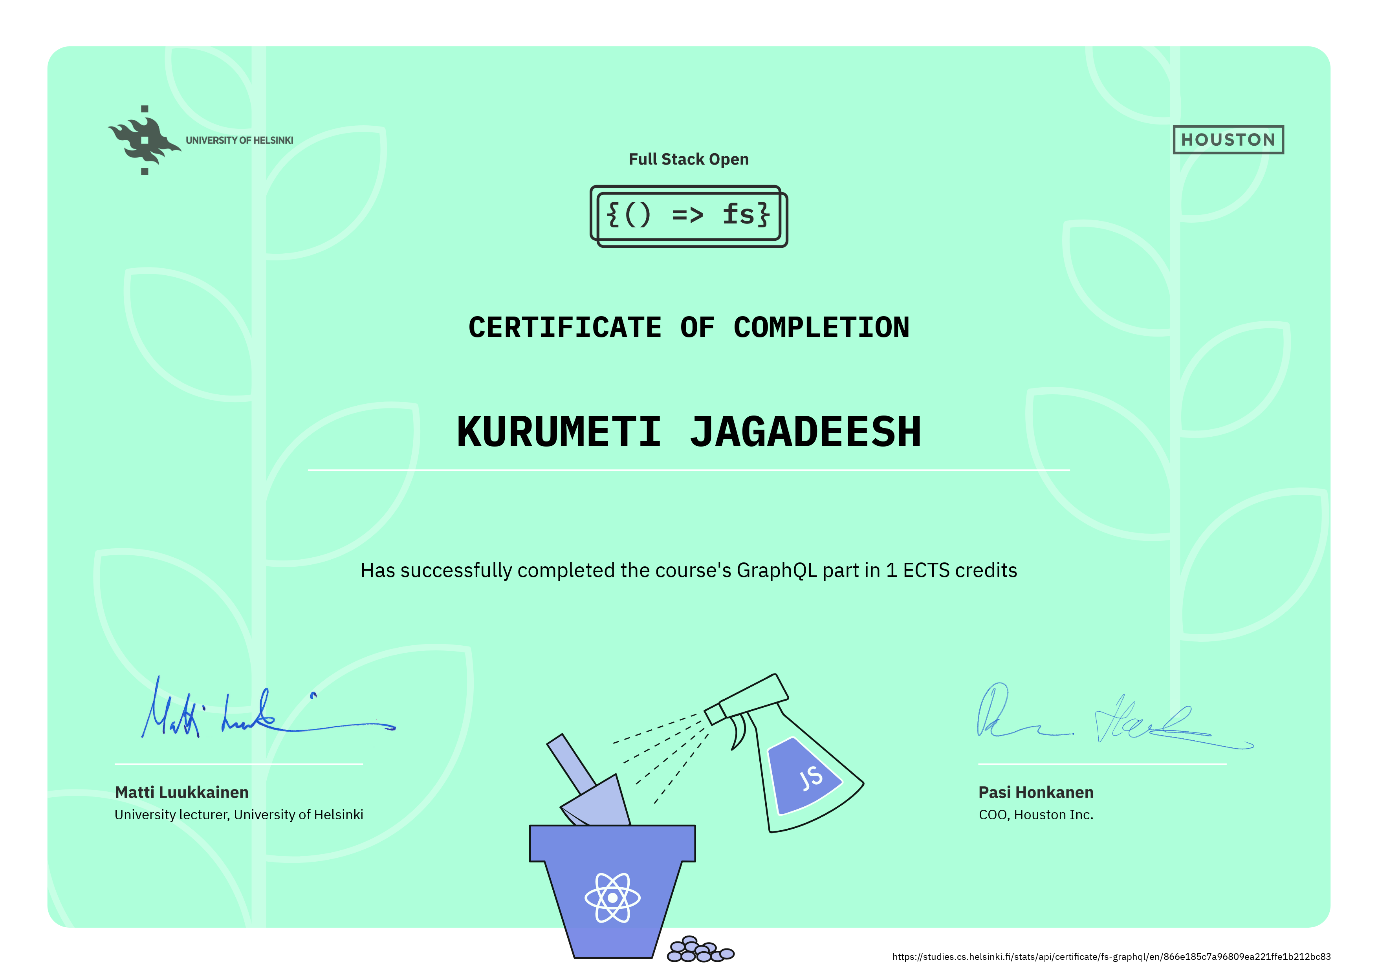 UNIVERSITY OF HELSINKI
HOUSTON
Full Stack Open
{() => fs}
CERTIFICATE OF COMPLETION
KURUMETI JAGADEESH
Has successfully completed the course's GraphQL part in 1 ECTS credits
JS
Matti Luukkainen
University lecturer, University of Helsinki
Pasi Honkanen
COO, Houston Inc.
https://studies.cs.helsinki.fi/stats/api/certificate/fs-graphql/en/866e185c7a96809ea221ffe1b212bc83